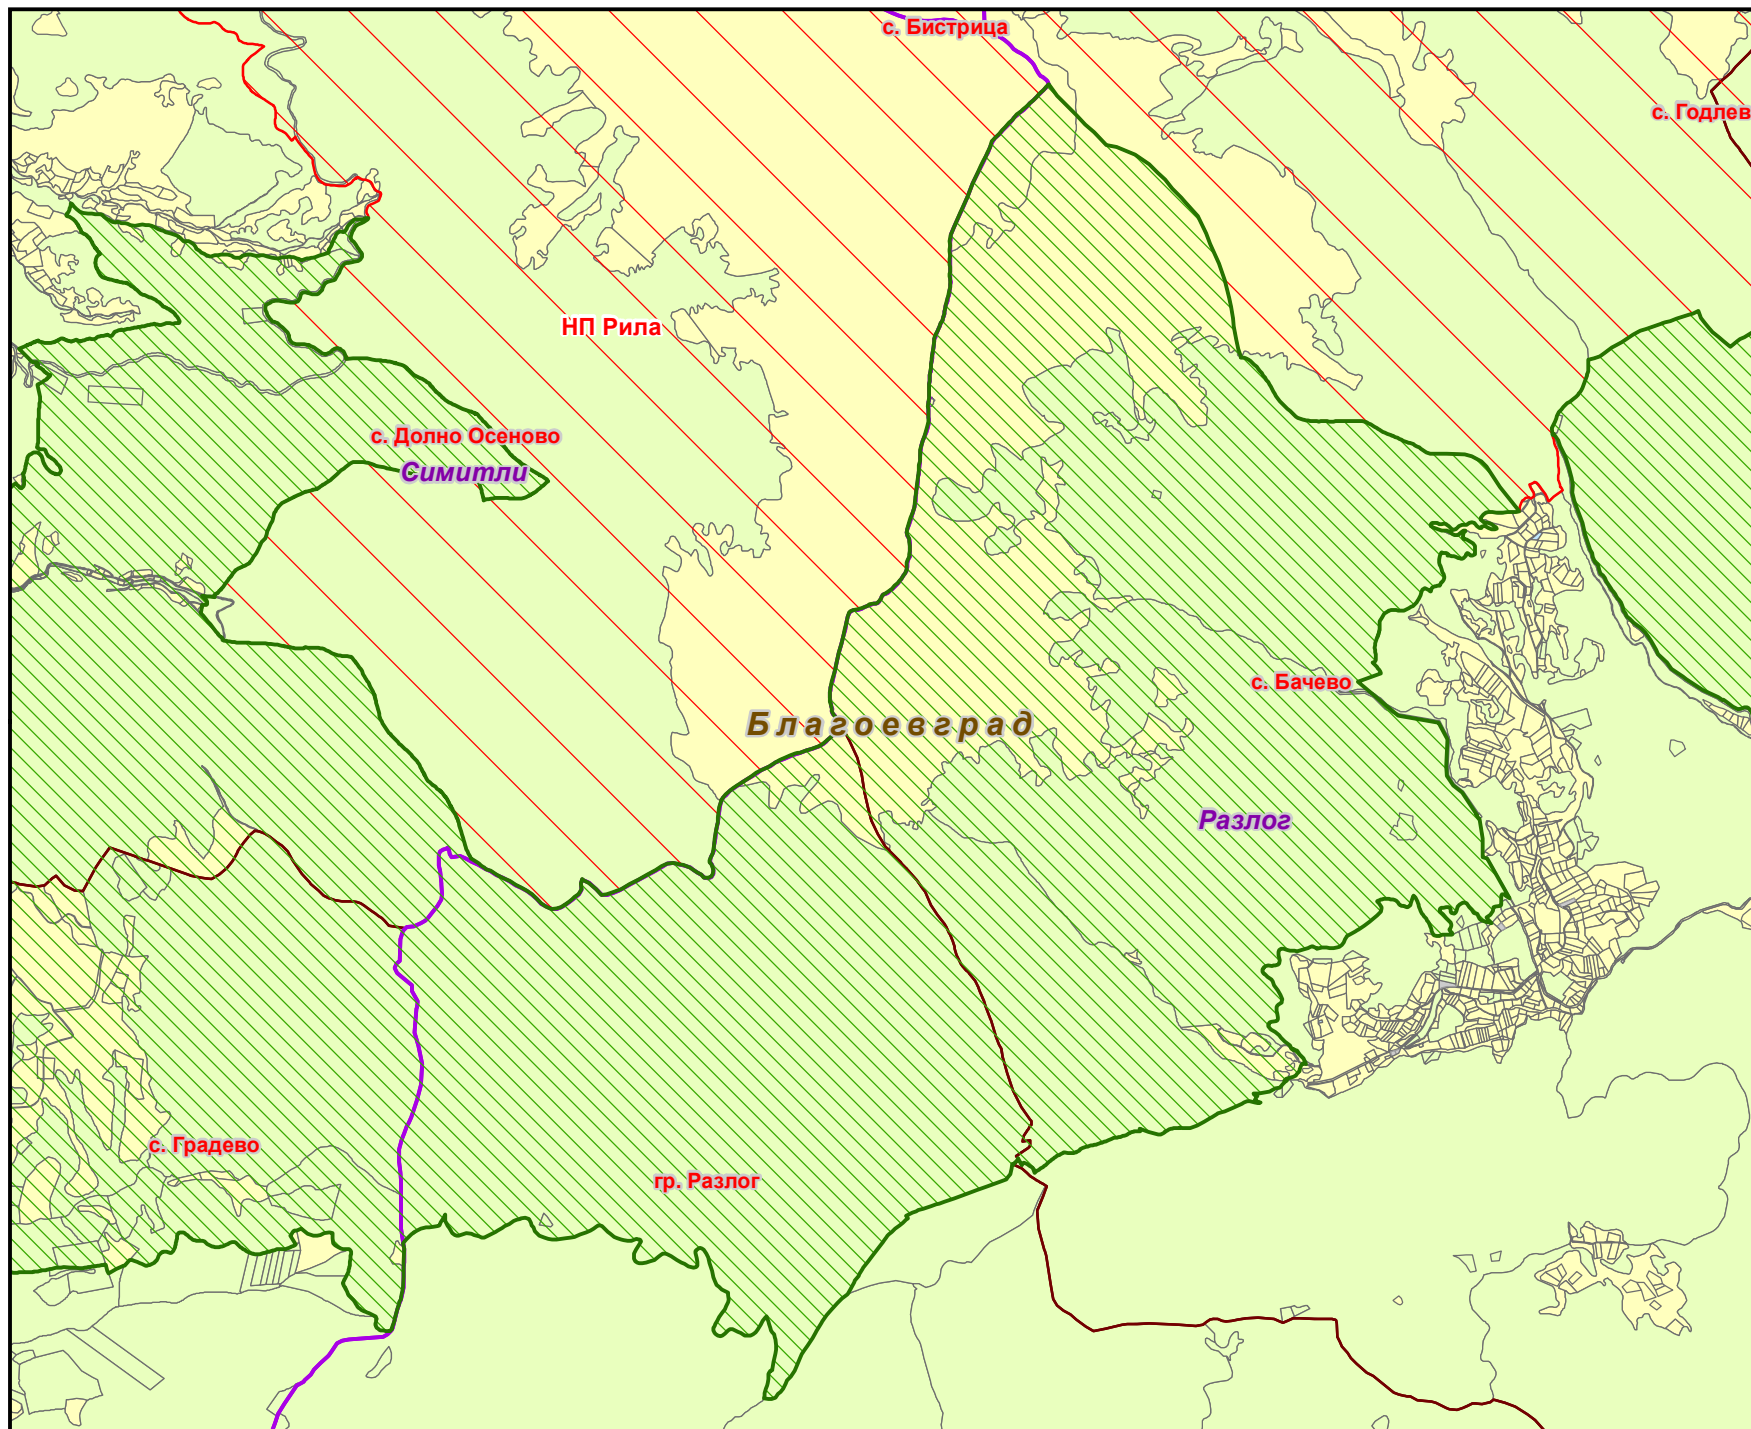 с. Бистрица
с. Годлев
НП Рила
с. Долно Осеново
Симитли
с. Бачево
Благоевград
Разлог
с. Градево
гр. Разлог